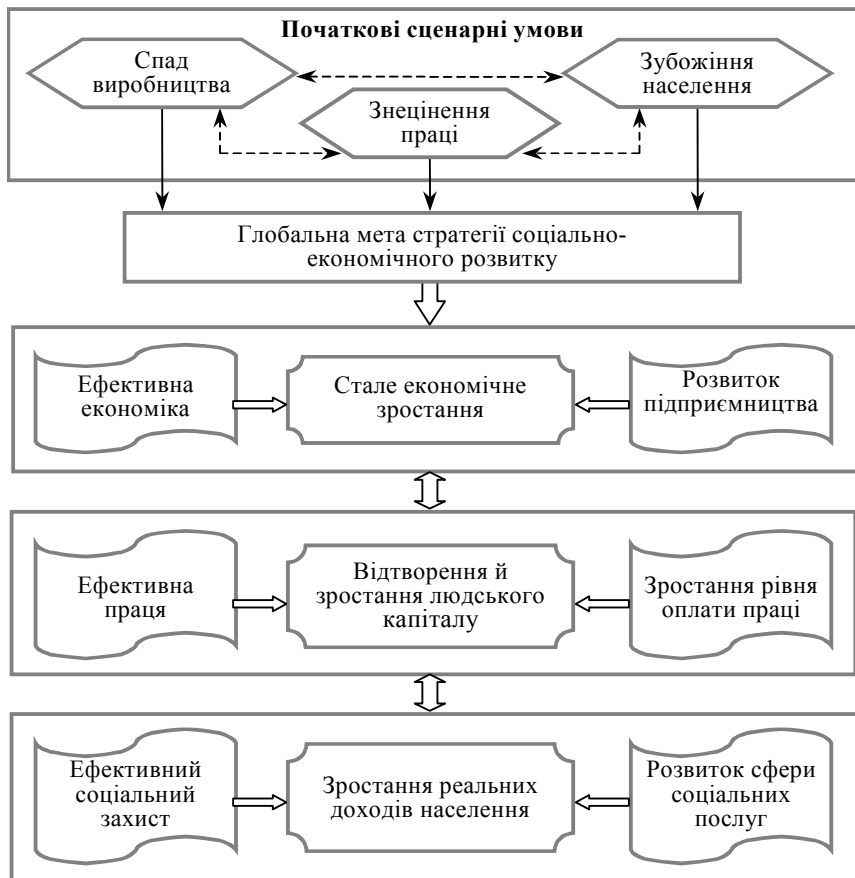 Початкові сценарні умови
Спад
виробництва
Зубожіння
населення
Знецінення
праці
Глобальна мета стратегії соціально-
економічного розвитку
Ефективна
економіка
Стале економічне
зростання
Розвиток
підприємництва
Ефективна
праця
Відтворення й
зростання людського
капіталу
Зростання рівня
оплати праці
Ефективний
соціальний
захист
Зростання реальних
доходів населення
Розвиток сфери
соціальних
послуг